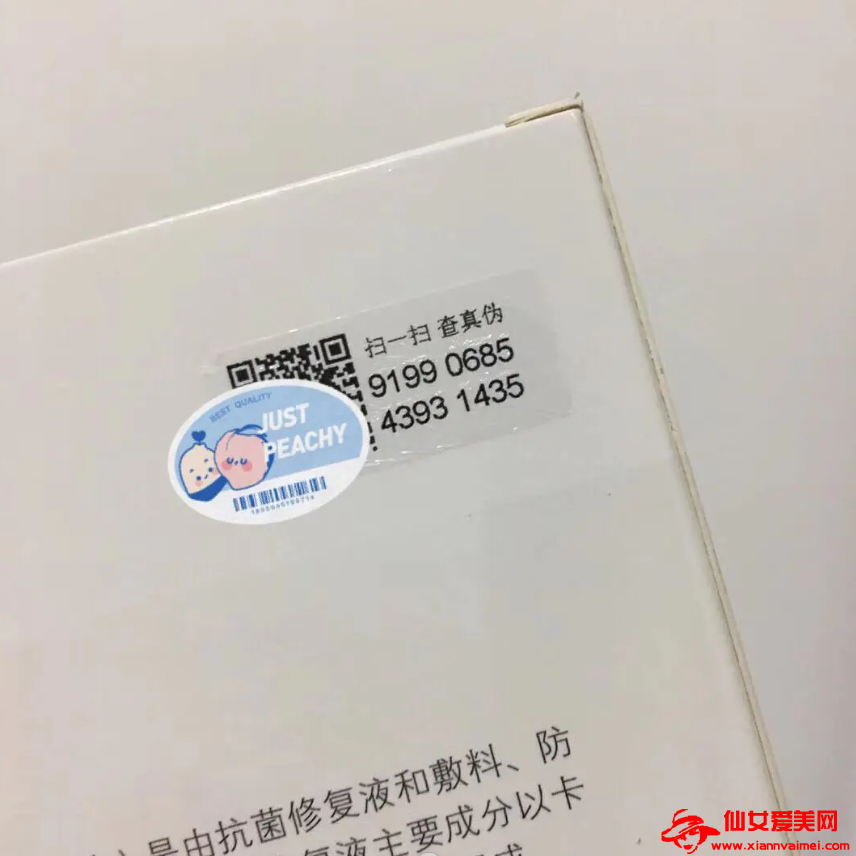 扫一扫 查真伪
9199 0685
4393 1435
BEST QUALITY
JUST
PEACHY
是由抗菌修复液和敷料、防
复液主要成分以卡
仙女爱美网
www.xiannvaimei.com